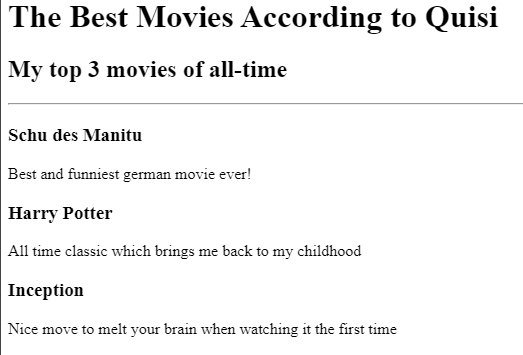 The Best Movies According to Quisi
My top 3 movies of all-time
Schu des Manitu
Best and funniest german movie ever!
Harry Potter
All time classic which brings me back to my childhood
Inception
Nice move to melt your brain when watching it the first time